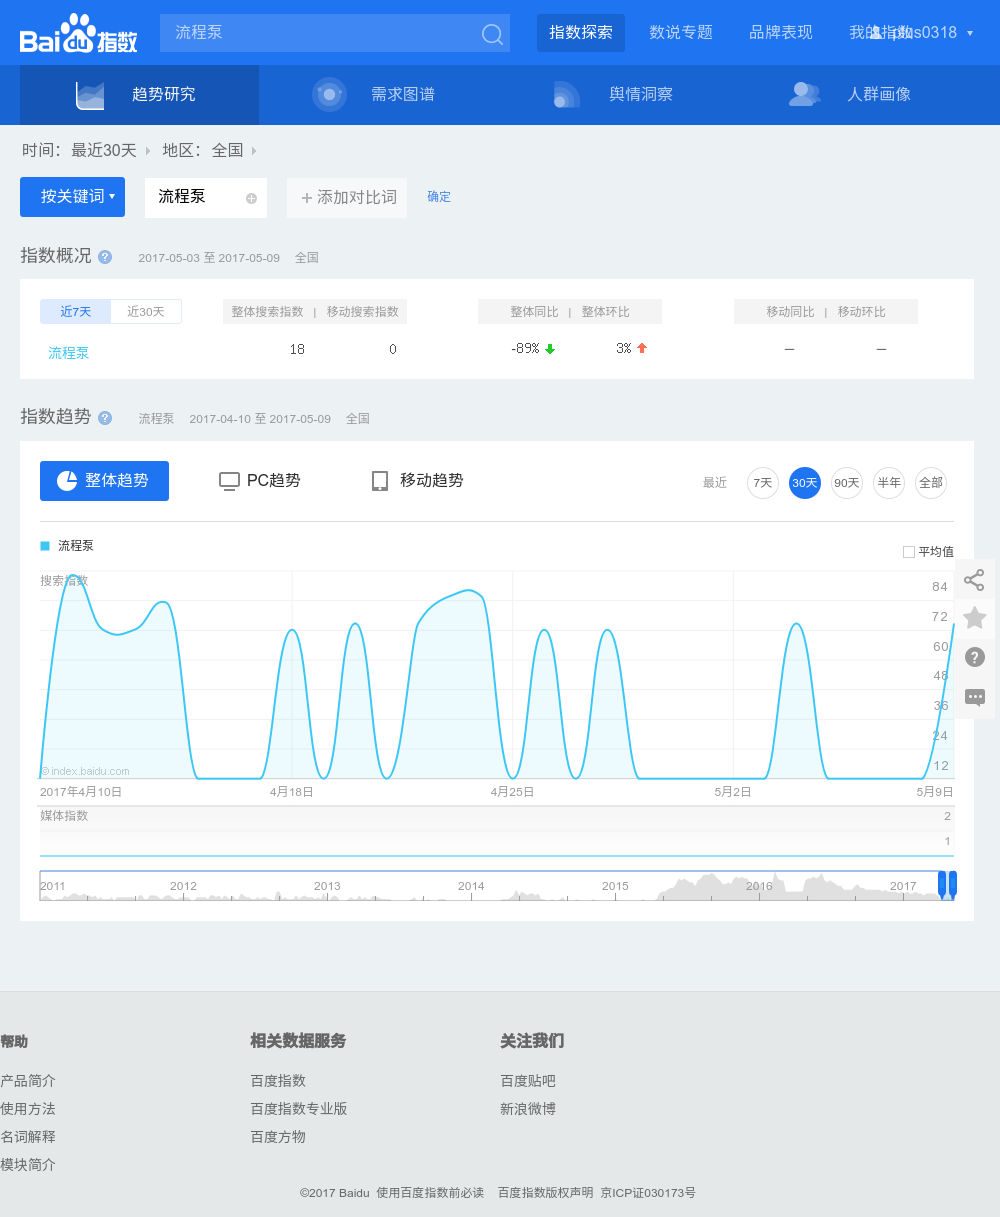 Bai du 指数 流程泵 指数探索 数说专题 品牌表现 我的指数 plus0318
趋势研究 需求图谱 舆情洞察 人群画像
时间： 最近30天 地区： 全国
按关键词 流程泵 添加对比词 确定
指数概况 ? 2017-05-03 至 2017-05-09 全国
近7天 近30天 整体搜索指数 | 移动搜索指数 整体同比 | 整体环比 移动同比 | 移动环比
流程泵 18 0 -89% 3% — —
指数趋势 ? 流程泵 2017-04-10 至 2017-05-09 全国
整体趋势 PC趋势 移动趋势 最近 7天 30天 90天 半年 全部
流程泵
平均值
搜索指数
84
72
60
48
36
24
12
©index.baidu.com
2017年4月10日 4月18日 4月25日 5月2日 5月9日
媒体指数 2
1
2011 2012 2013 2014 2015 2016 2017
帮助 相关数据服务 关注我们
产品简介 百度指数 百度贴吧
使用方法 百度指数专业版 新浪微博
名词解释 百度方物
模块简介
©2017 Baidu 使用百度指数前必读 百度指数版权声明 京ICP证030173号